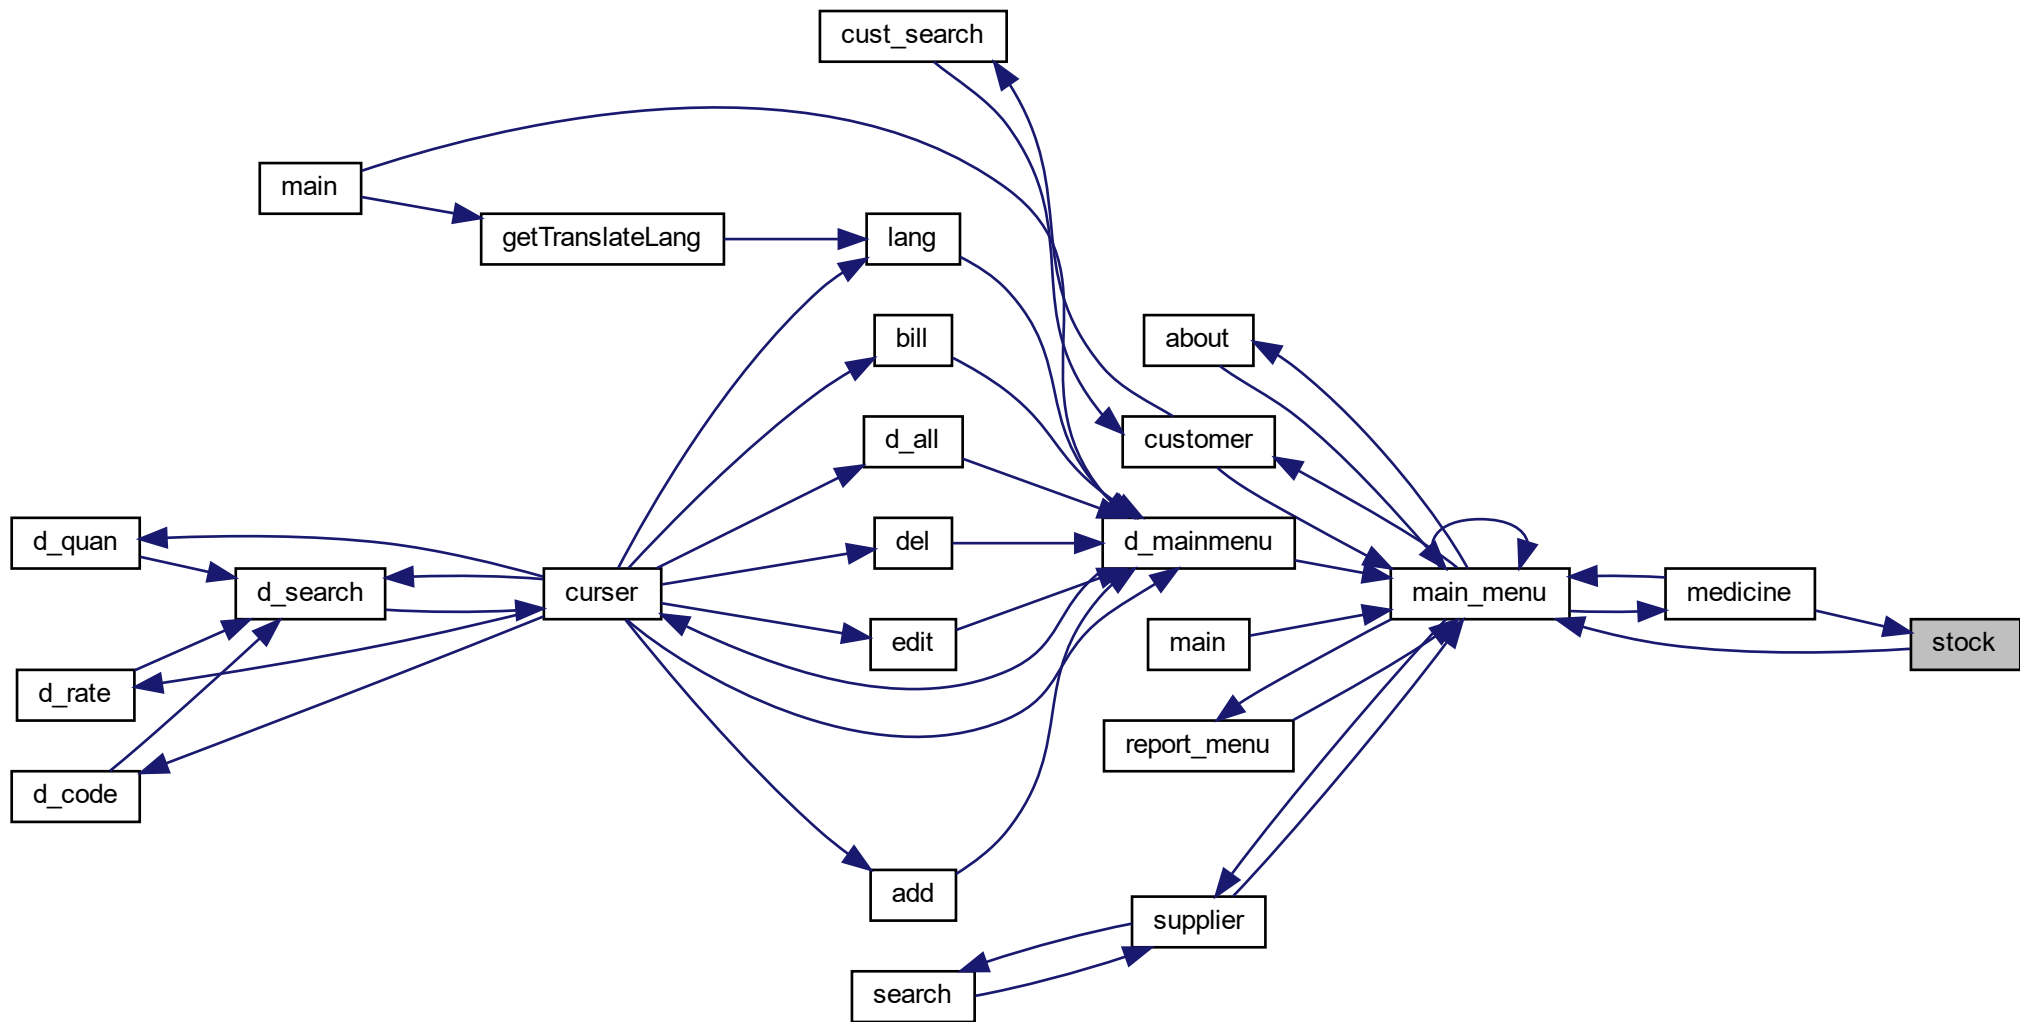 cust_search
main
getTranslateLang
lang
bill
about
d_all
customer
d_quan
d_search
curser
del
d_mainmenu
main_menu
medicine
stock
edit
main
d_rate
report_menu
d_code
add
supplier
search